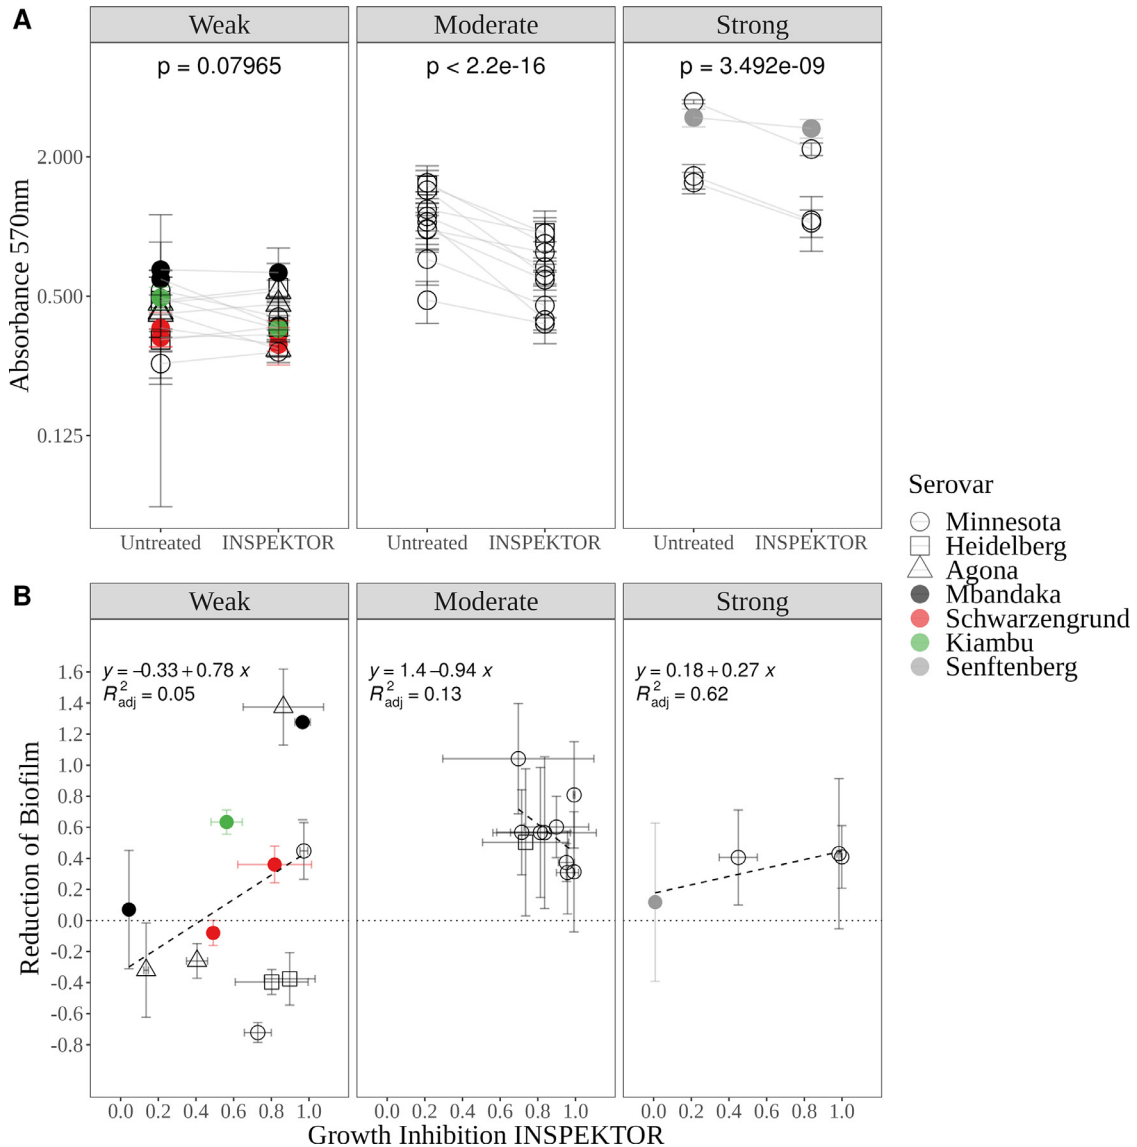 A
Weak
Moderate
Strong
p = 0.07965
p < 2.2e-16
p = 3.492e-09
2.000
0.500
0.125
Absorbance 570nm
Untreated
INSPEKTOR
Untreated
INSPEKTOR
Untreated
INSPEKTOR
Serovar
Minnesota
Heidelberg
Agona
Mbandaka
Schwarzengrund
Kiambu
Senftenberg
B
Weak
Moderate
Strong
y = –0.33 + 0.78 x
R²adj = 0.05
y = 1.4 – 0.94 x
R²adj = 0.13
y = 0.18 + 0.27 x
R²adj = 0.62
1.6
1.4
1.2
1.0
0.8
0.6
0.4
0.2
0.0
-0.2
-0.4
-0.6
-0.8
Reduction of Biofilm
0.0 0.2 0.4 0.6 0.8 1.0
0.0 0.2 0.4 0.6 0.8 1.0
0.0 0.2 0.4 0.6 0.8 1.0
Growth Inhibition INSPEKTOR